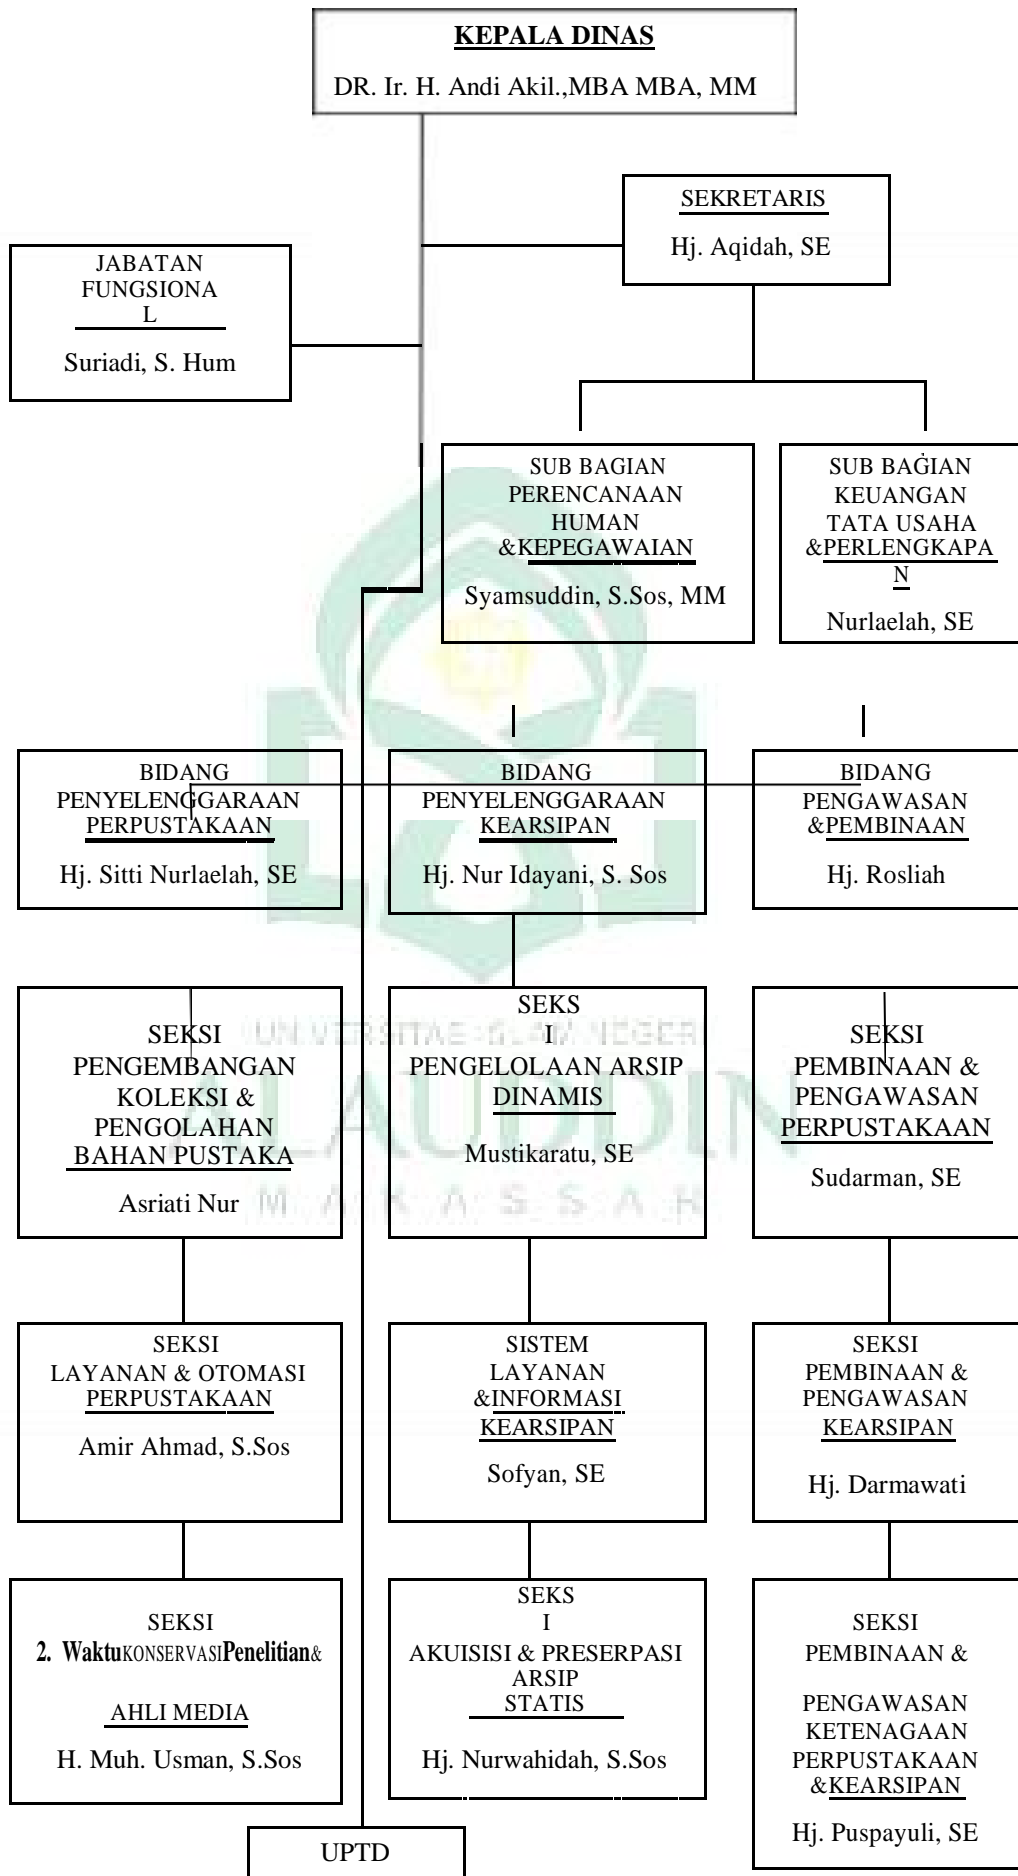 KEPALA DINAS
DR. Ir. H. Andi Akil.,MBA MBA, MM
SEKRETARIS
Hj. Aqidah, SE
JABATAN
FUNGSIONA
L
Suriadi, S. Hum
SUB BAGIAN
PERENCANAAN
HUMAN
&KEPEGAWAIAN
Syamsuddin, S.Sos, MM
SUB BAGIAN
KEUANGAN
TATA USAHA
&PERLENGKAPA
N
Nurlaelah, SE
BIDANG
PENYELENGGARAAN
PERPUSTAKAAN
Hj. Sitti Nurlaelah, SE
BIDANG
PENYELENGGARAAN
KEARSIPAN
Hj. Nur Idayani, S. Sos
BIDANG
PENGAWASAN
&PEMBINAAN
Hj. Rosliah
SEKSI
PENGEMBANGAN
KOLEKSI &
PENGOLAHAN
BAHAN PUSTAKA
Asriati Nur
SEKS
I
PENGELOLAAN ARSIP
DINAMIS
Mustikaratu, SE
SEKSI
PEMBINAAN &
PENGAWASAN
PERPUSTAKAAN
Sudarman, SE
UNIVERSITAS ISLAM NEGERI
ALAUDDIN
MAKASSAR
SEKSI
LAYANAN & OTOMASI
PERPUSTAKAAN
Amir Ahmad, S.Sos
SISTEM
LAYANAN
&INFORMASI
KEARSIPAN
Sofyan, SE
SEKSI
PEMBINAAN &
PENGAWASAN
KEARSIPAN
Hj. Darmawati
SEKSI
2. WaktuKONSERVASIPenelitian&
AHLI MEDIA
H. Muh. Usman, S.Sos
SEKS
I
AKUISISI & PRESERPASI
ARSIP
STATIS
Hj. Nurwahidah, S.Sos
SEKSI
PEMBINAAN &
PENGAWASAN
KETENAGAAN
PERPUSTAKAAN
&KEARSIPAN
Hj. Puspayuli, SE
UPTD